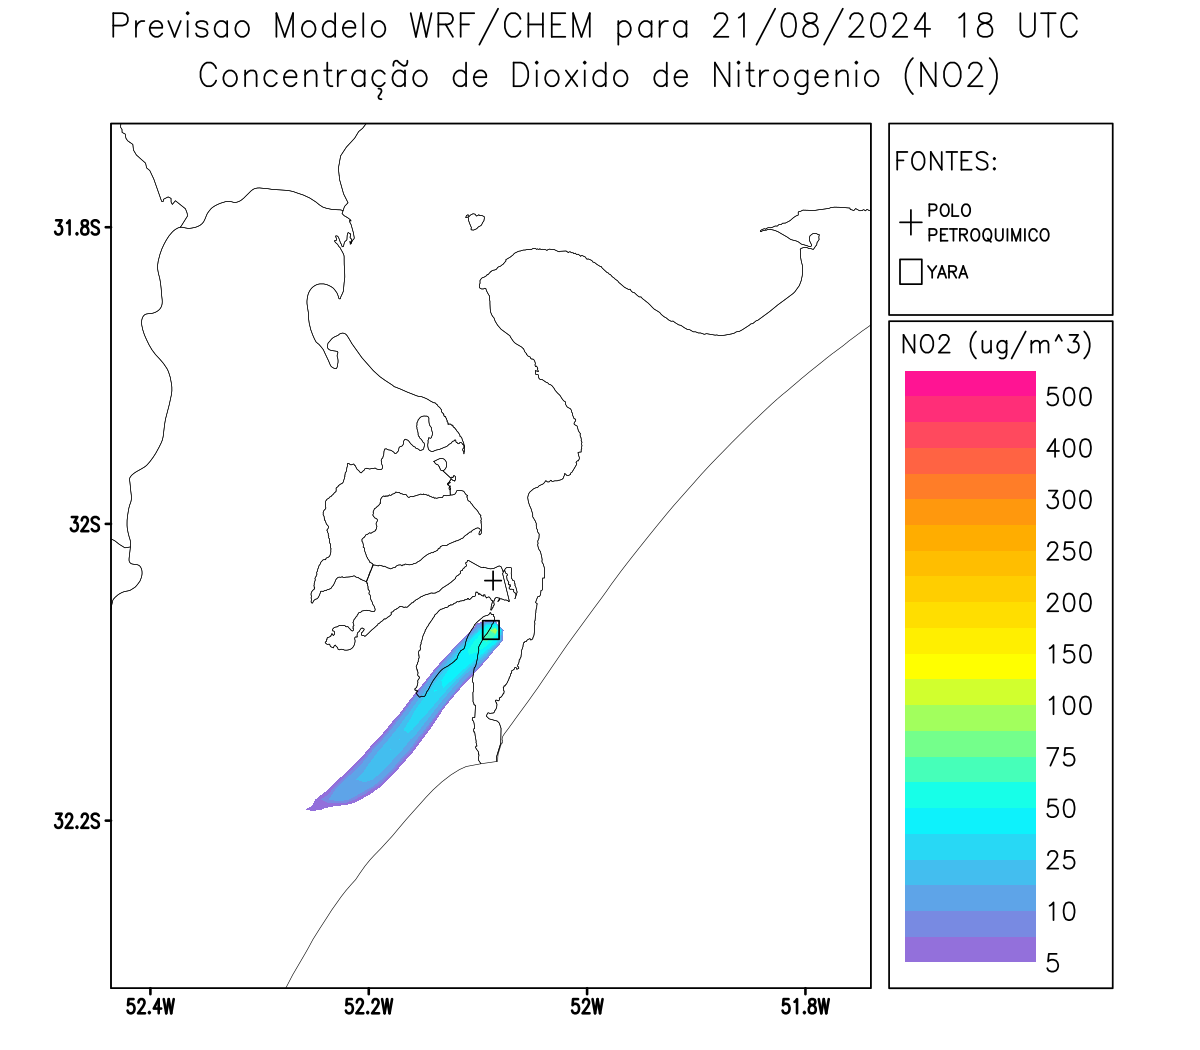 Previsao Modelo WRF/CHEM para 21/08/2024 18 UTC
Concentração de Dioxido de Nitrogenio (NO2)
FONTES:
POLO
PETROQUIMICO
YARA
NO2 (ug/m^3)
500
400
300
250
200
150
100
75
50
25
10
5
31.8S
32S
32.2S
52.4W
52.2W
52W
51.8W